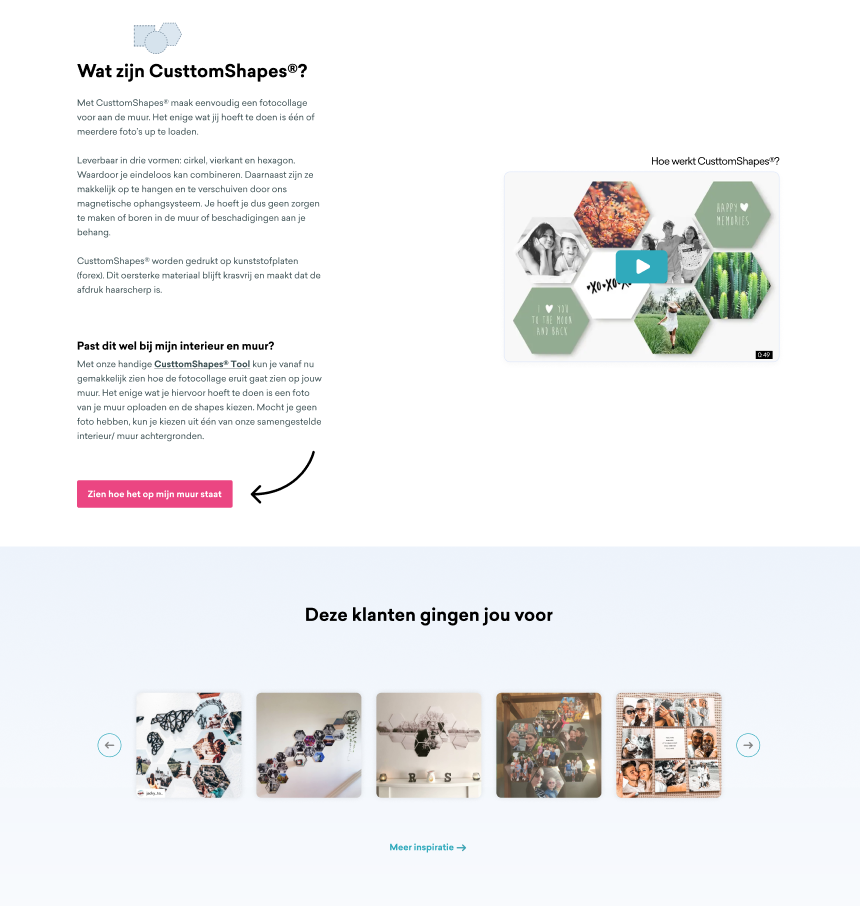 Wat zijn CusttomShapes®?
Met CusttomShapes® maak eenvoudig een fotocollage
voor aan de muur. Het enige wat jij hoeft te doen is één of
meerdere foto's up te loaden.
Leverbaar in drie vormen: cirkel, vierkant en hexagon.
Waardoor je eindeloos kan combineren. Daarnaast zijn ze
makkelijk op te hangen en te verschuiven door ons
magnetische ophangsysteem. Je hoeft je dus geen zorgen
te maken of boren in de muur of beschadigingen aan je
behang.
CusttomShapes® worden gedrukt op kunststofplaten
(forex). Dit oersterke materiaal blijft krasvrij en maakt dat de
afdruk haarscherp is.
Past dit wel bij mijn interieur en muur?
Met onze handige CusttomShapes® Tool kun je vanaf nu
gemakkelijk zien hoe de fotocollage eruit gaat zien op jouw
muur. Het enige wat je hiervoor hoeft te doen is een foto
van je muur oploaden en de shapes kiezen. Mocht je geen
foto hebben, kun je kiezen uit één van onze samengestelde
interieur/ muur achtergronden.
Zien hoe het op mijn muur staat
Hoe werkt CusttomShapes®?
HAPPY
MEMORIES
XO•XO•XO
I YOU
TO THE MOON
AND BACK
0:49
Deze klanten gingen jou voor
B S
Meer inspiratie →